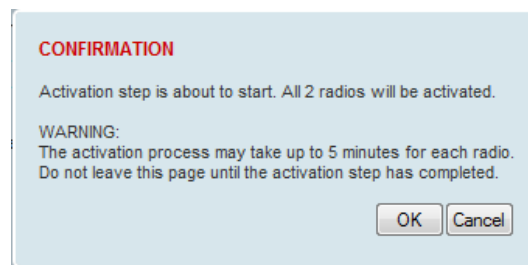 CONFIRMATION
Activation step is about to start. All 2 radios will be activated.
WARNING:
The activation process may take up to 5 minutes for each radio.
Do not leave this page until the activation step has completed.
OK Cancel